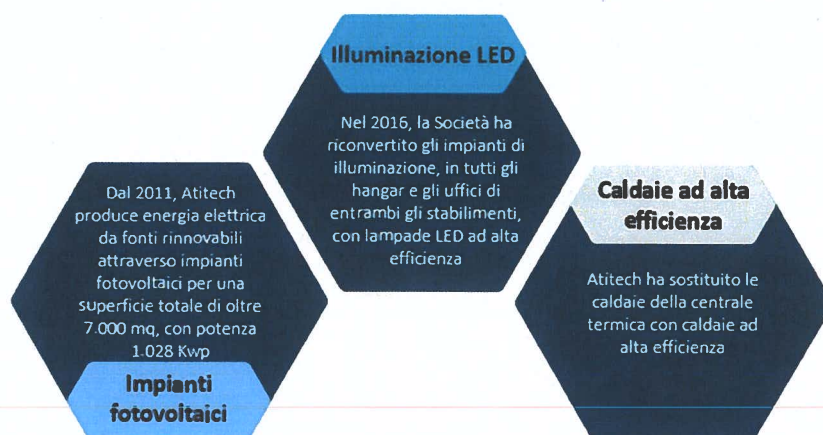 Illuminazione LED
Nel 2016, la Società ha
riconvertito gli impianti di
illuminazione, in tutti gli
hangar e gli uffici di
entrambi gli stabilimenti,
con lampade LED ad alta
efficienza
Dal 2011, Atitech
produce energia elettrica
da fonti rinnovabili
attraverso impianti
fotovoltaici per una
superficie totale di oltre
7.000 mq, con potenza
1.028 Kwp
Impianti
fotovoltaici
Caldaie ad alta
efficienza
Atitech ha sostituito le
caldaie della centrale
termica con caldaie ad
alta efficienza